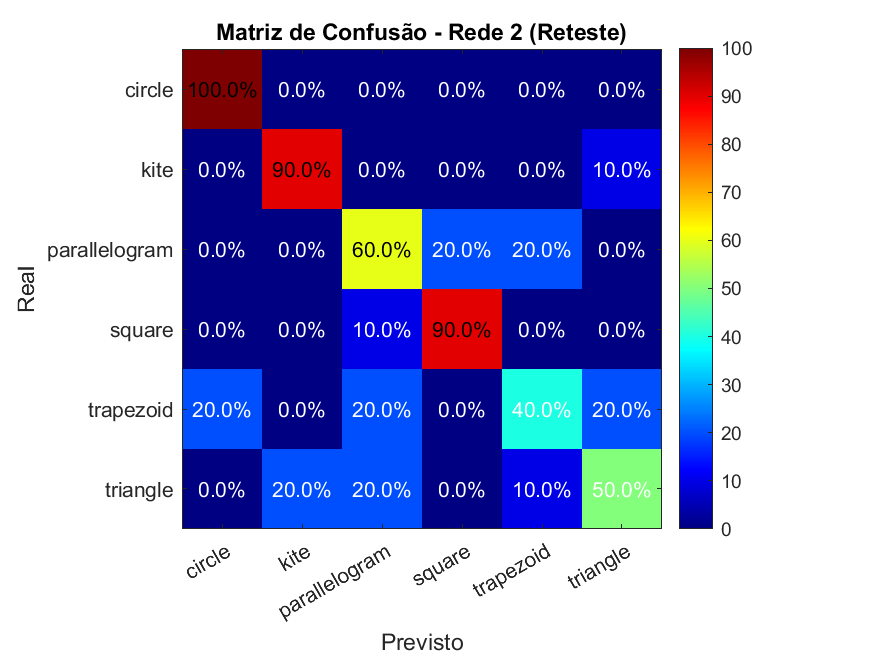 Matriz de Confusão - Rede 2 (Reteste)
circle 100.0% 0.0% 0.0% 0.0% 0.0% 0.0%
kite 0.0% 90.0% 0.0% 0.0% 0.0% 10.0%
parallelogram 0.0% 0.0% 60.0% 20.0% 20.0% 0.0%
square 0.0% 0.0% 10.0% 90.0% 0.0% 0.0%
trapezoid 20.0% 0.0% 20.0% 0.0% 40.0% 20.0%
triangle 0.0% 20.0% 20.0% 0.0% 10.0% 50.0%
Real
circle kite parallelogram square trapezoid triangle
Previsto
100
90
80
70
60
50
40
30
20
10
0